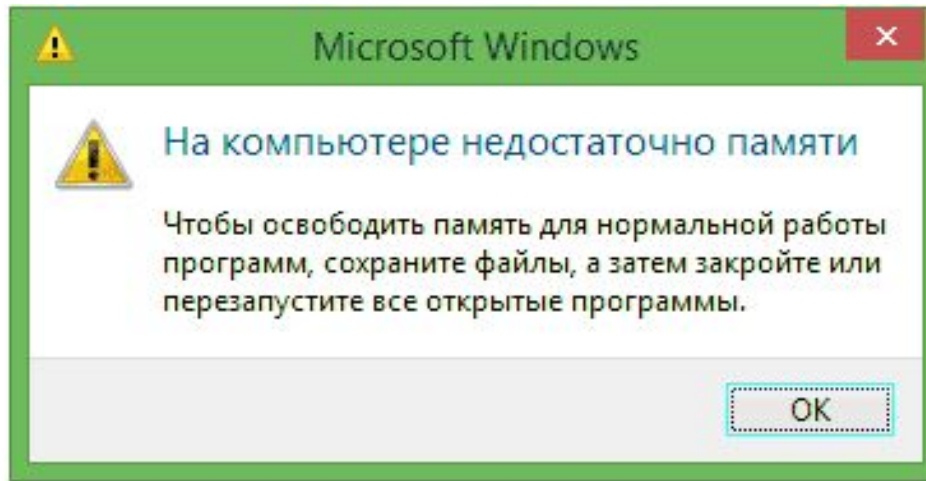 Microsoft Windows
На компьютере недостаточно памяти
Чтобы освободить память для нормальной работы
программ, сохраните файлы, а затем закройте или
перезапустите все открытые программы.
OK